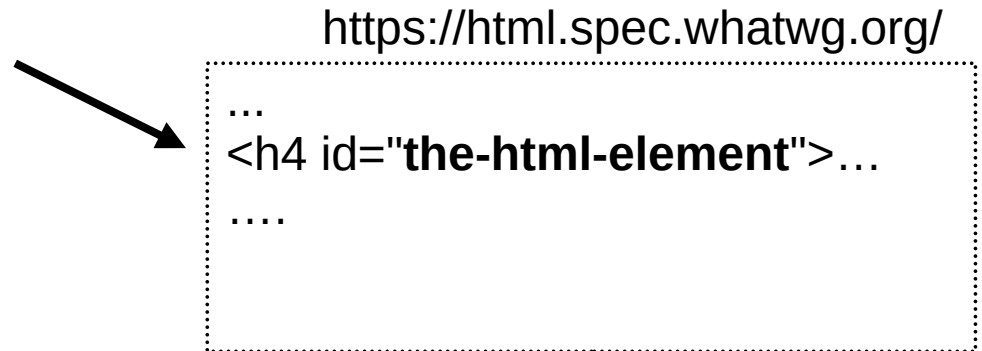 https://html.spec.whatwg.org/
...
<h4 id="the-html-element">…
….